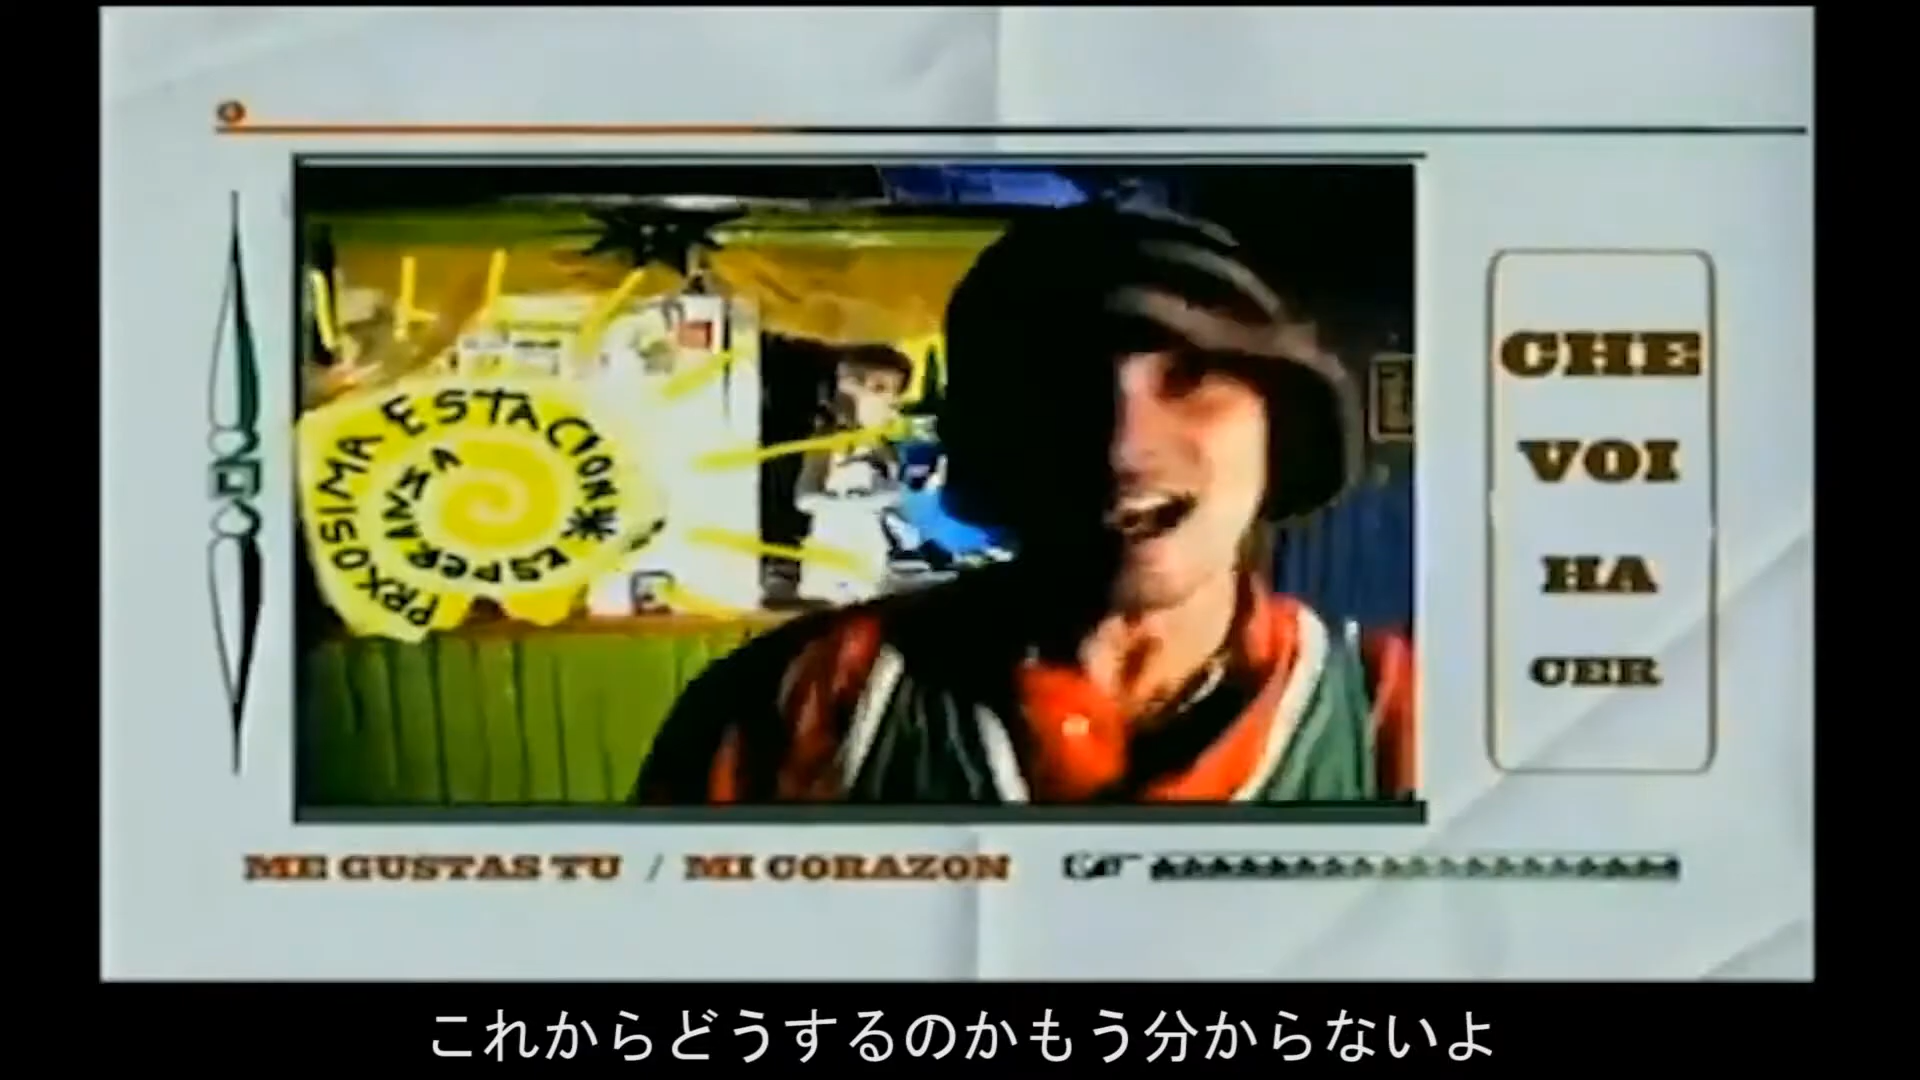 PRXOSIMA ESTACION
ESPERANZA
CHE
VOI
HA
CER
ME GUSTAS TU / MI CORAZON
これからどうするのかもう分からないよ